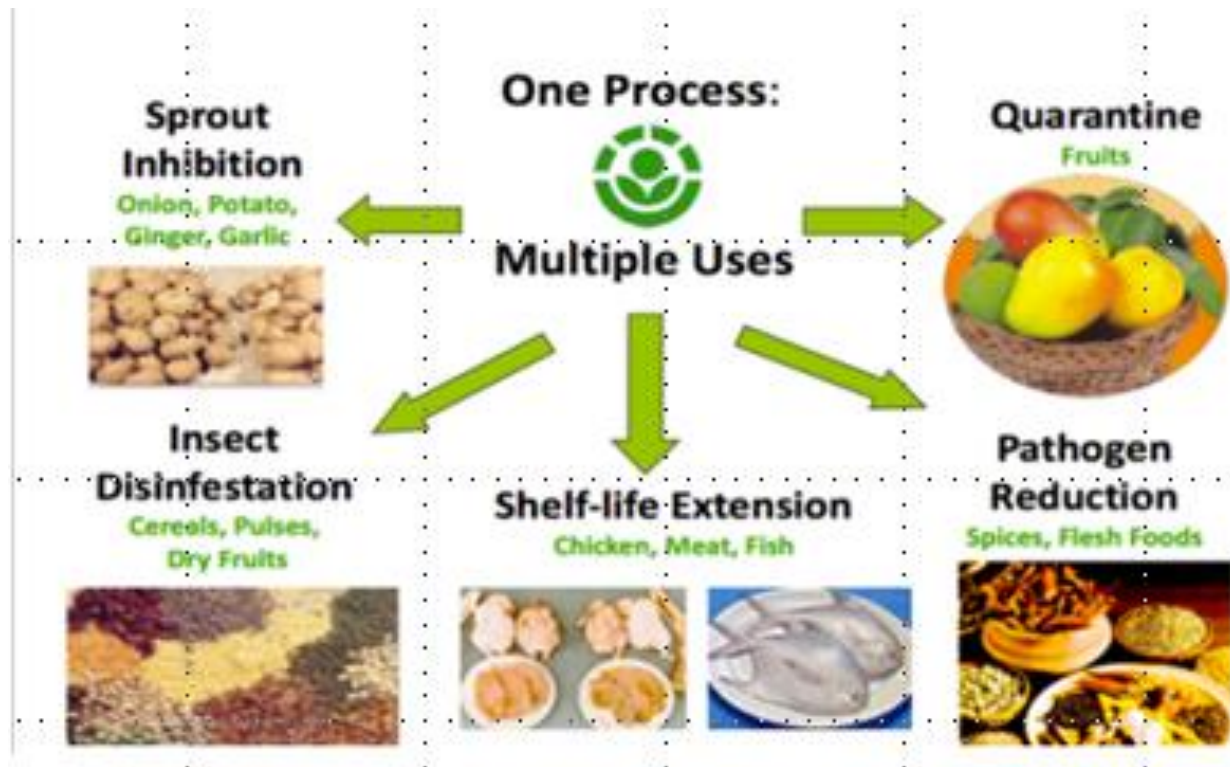 One Process:
Multiple Uses
Sprout
Inhibition
Onion, Potato,
Ginger, Garlic
Quarantine
Fruits
Insect
Disinfestation
Cereals, Pulses,
Dry Fruits
Shelf-life Extension
Chicken, Meat, Fish
Pathogen
Reduction
Spices, Flesh Foods